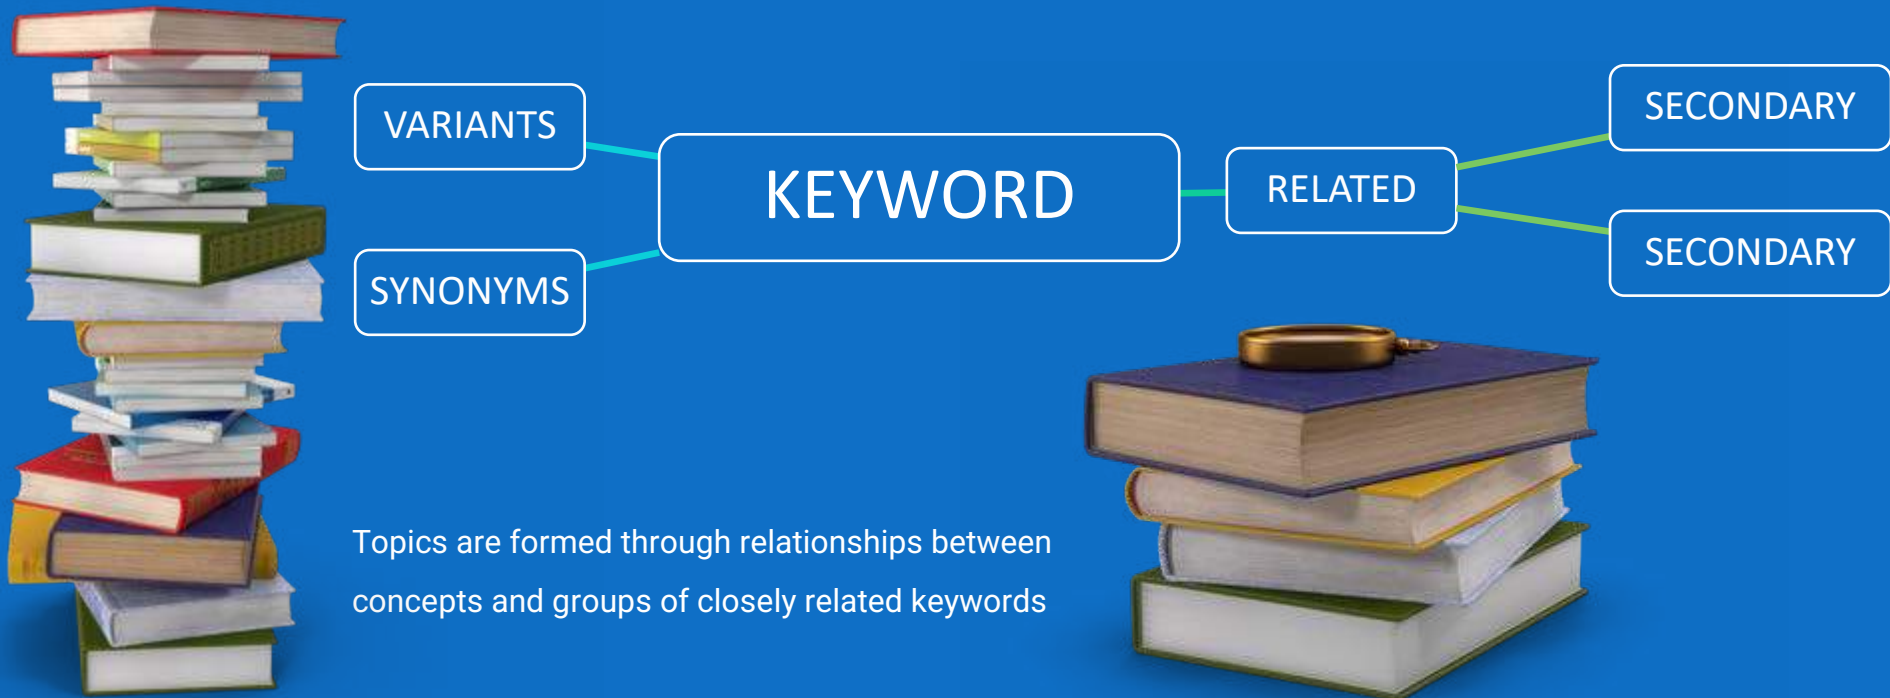 VARIANTS
SYNONYMS
KEYWORD
RELATED
SECONDARY
SECONDARY
Topics are formed through relationships between
concepts and groups of closely related keywords